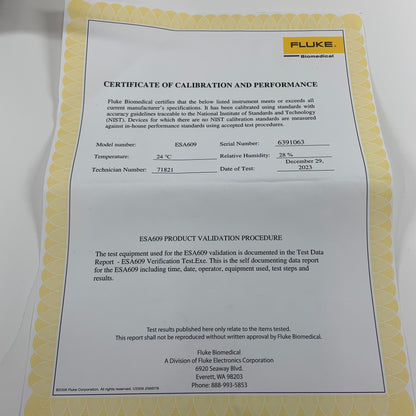 FLUKE®
Biomedical
CERTIFICATE OF CALIBRATION AND PERFORMANCE
Fluke Biomedical certifies that the below listed instrument meets or exceeds all
current manufacturer's specifications. It has been calibrated using standards with
accuracy guidelines traceable to the National Institute of Standards and Technology
(NIST). Devices for which there are no NIST calibration standards are measured
against in-house performance standards using accepted test procedures.
Model number: ESA609 Serial Number: 6391063
Temperature: 24 °C Relative Humidity: 28 %
Technician Number: 71821 Date of Test: December 29,
2023
ESA609 PRODUCT VALIDATION PROCEDURE
The test equipment used for the ESA609 validation is documented in the Test Data
Report - ESA609 Verification Test.Exe. This is the self documenting data report
for the ESA609 including time, date, operator, equipment used, test steps and
results.
Test results published here only relate to the items tested.
This report shall not be reproduced without written approval by Fluke Biomedical.
Fluke Biomedical
A Division of Fluke Electronics Corporation
6920 Seaway Blvd.
Everett, WA 98203
Phone: 888-993-5853
Fluke Corporation. All rights reserved.